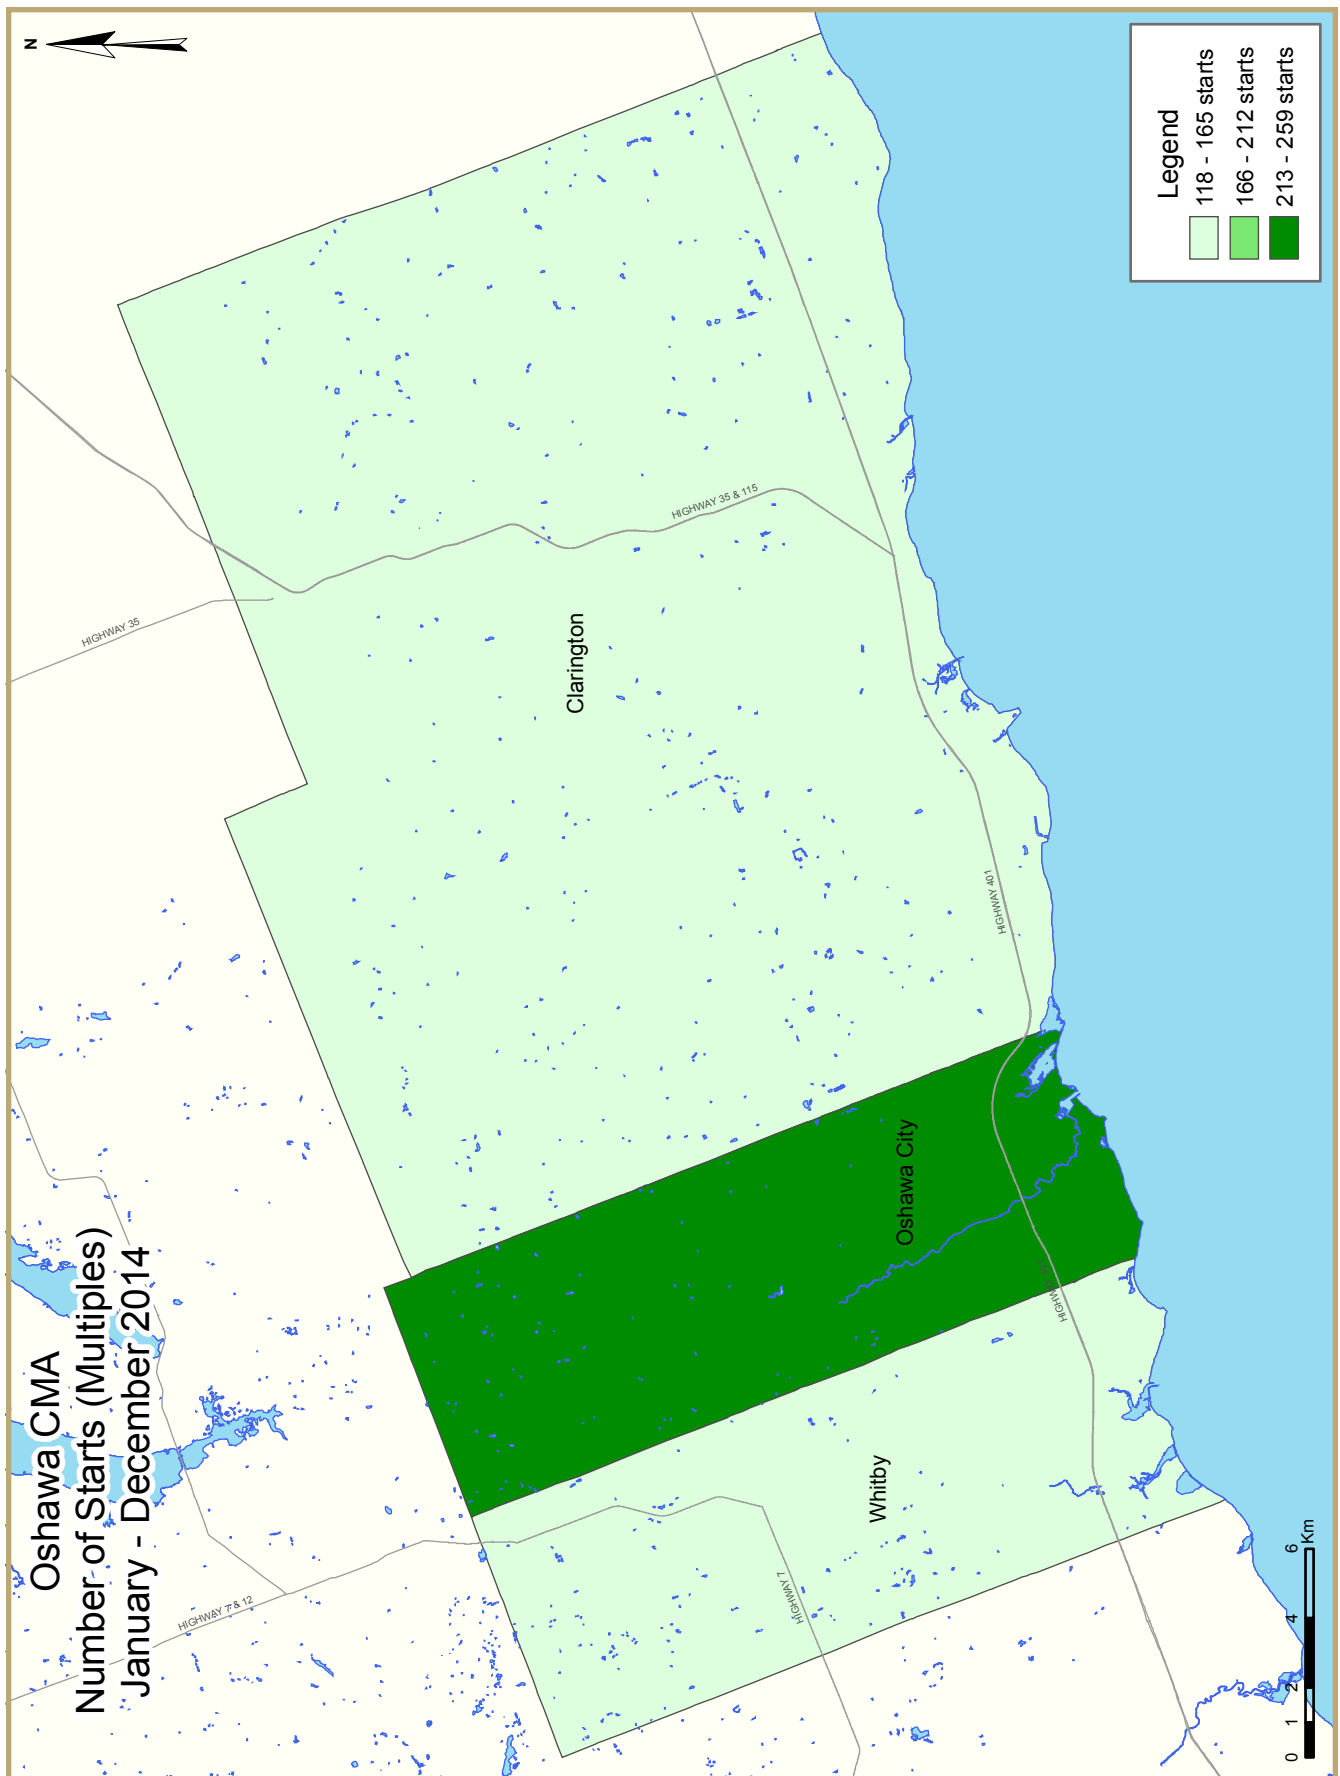 Oshawa CMA
Number of Starts (Multiples)
January - December 2014
N
HIGHWAY 7 & 12
HIGHWAY 35
HIGHWAY 35 & 115
HIGHWAY 7
HIGHWAY 401
Clarington
Oshawa City
Whitby
Legend
118 - 165 starts
166 - 212 starts
213 - 259 starts
0 1 2 4 6
Km